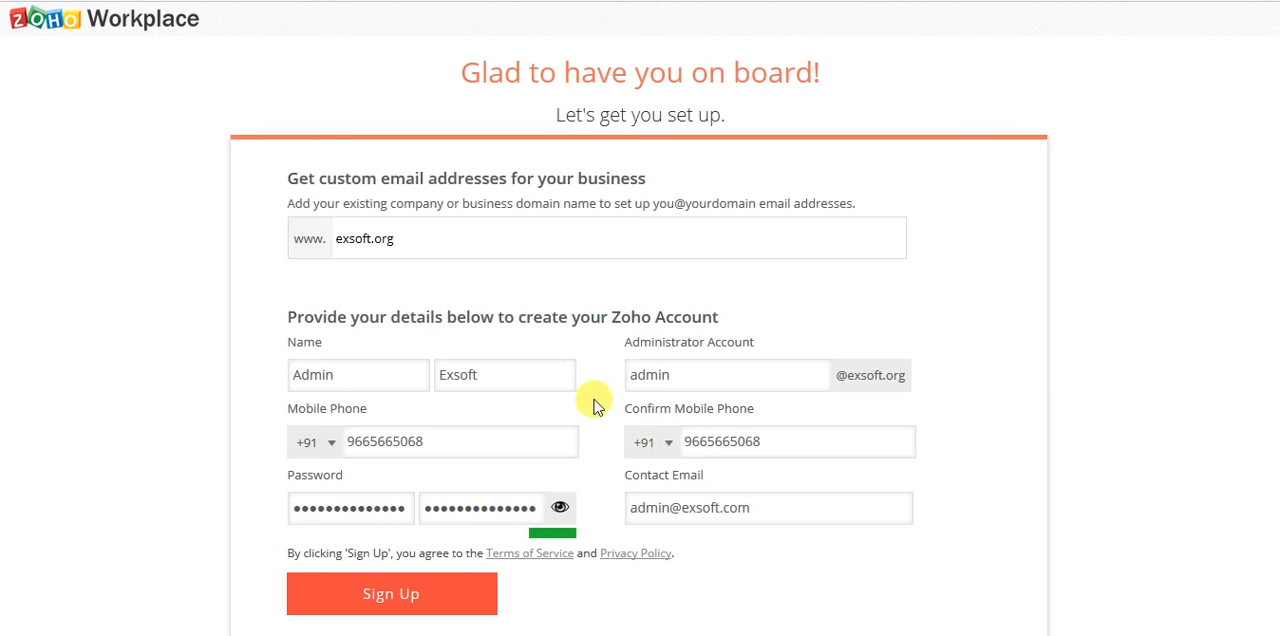 ZOHO Workplace
Glad to have you on board!
Let's get you set up.
Get custom email addresses for your business
Add your existing company or business domain name to set up you@yourdomain email addresses.
www. exsoft.org
Provide your details below to create your Zoho Account
Name Administrator Account
Admin Exsoft admin @exsoft.org
Mobile Phone Confirm Mobile Phone
+91 9665665068 +91 9665665068
Password Contact Email
•••••••••••••• •••••••••••••• admin@exsoft.com
By clicking 'Sign Up', you agree to the Terms of Service and Privacy Policy.
Sign Up